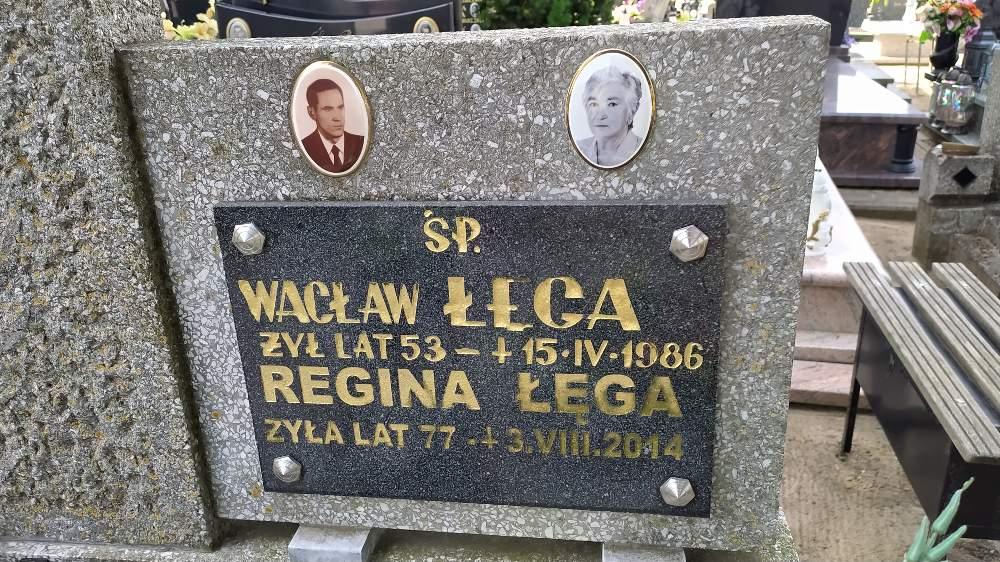 ŚP.
WACŁAW ŁĘGA
ŻYŁ LAT 53 – + 15·IV·1986
REGINA ŁĘGA
ŻYŁA LAT 77 - + 3.VIII.2014